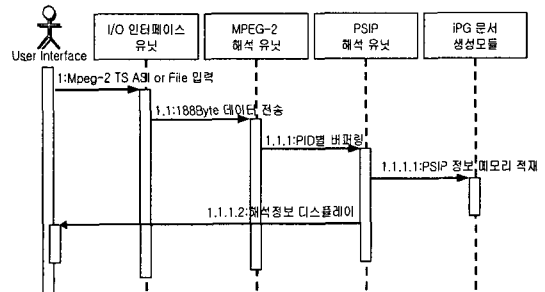 I/O 인터페이스
유닛
MPEG-2
해석 유닛
PSIP
해석 유닛
iPG 문서
생성모듈
User Interface
1:Mpeg-2 TS ASI or File 입력
1.1:188Byte 데이터 전송
1.1.1:PID별 버퍼링
1.1.1.1:PSIP 정보 메모리 적재
1.1.1.2:해석정보 디스플레이